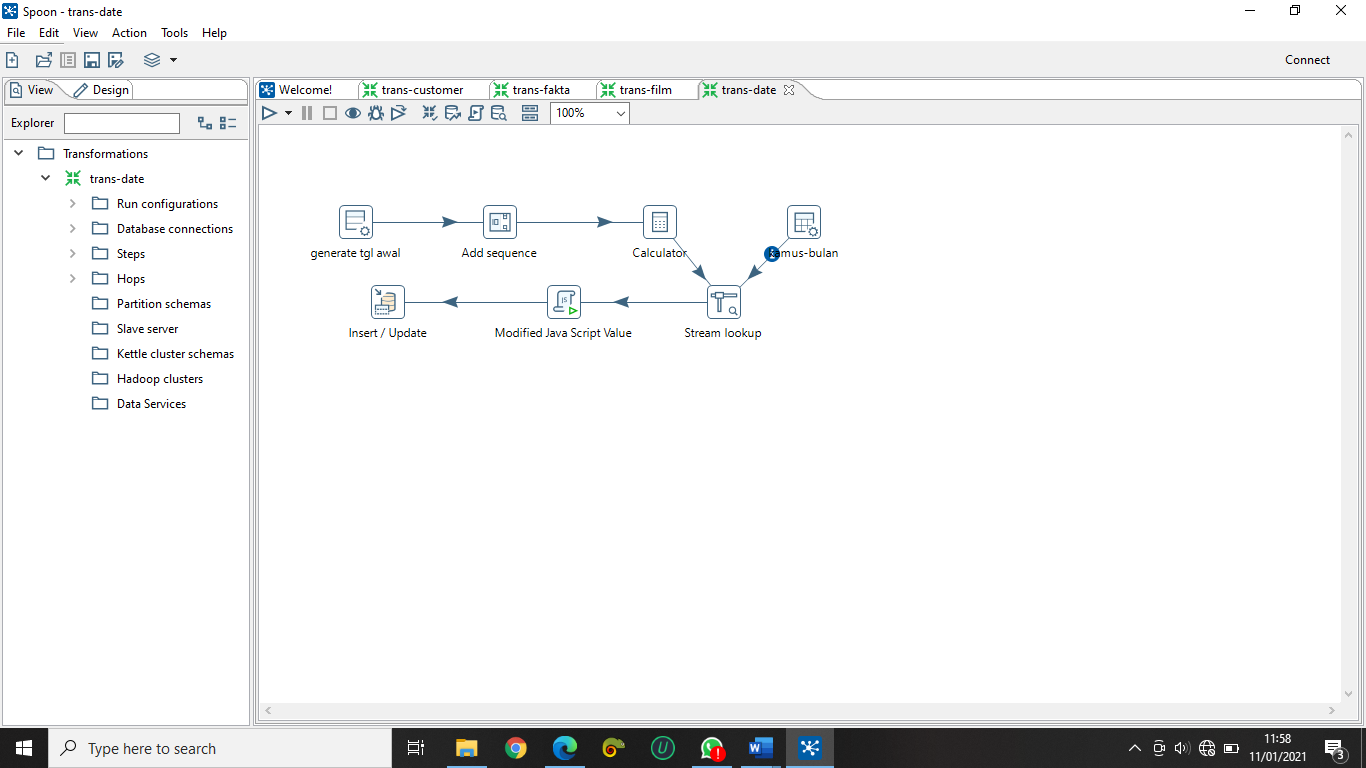 Spoon - trans-date
File Edit View Action Tools Help
Connect
View Design
Welcome! trans-customer trans-fakta trans-film trans-date
100%
Explorer
Transformations
trans-date
Run configurations
Database connections
Steps
Hops
Partition schemas
Slave server
Kettle cluster schemas
Hadoop clusters
Data Services
generate tgl awal Add sequence Calculator kamus-bulan
Insert / Update Modified Java Script Value Stream lookup
Type here to search
11:58
11/01/2021
3